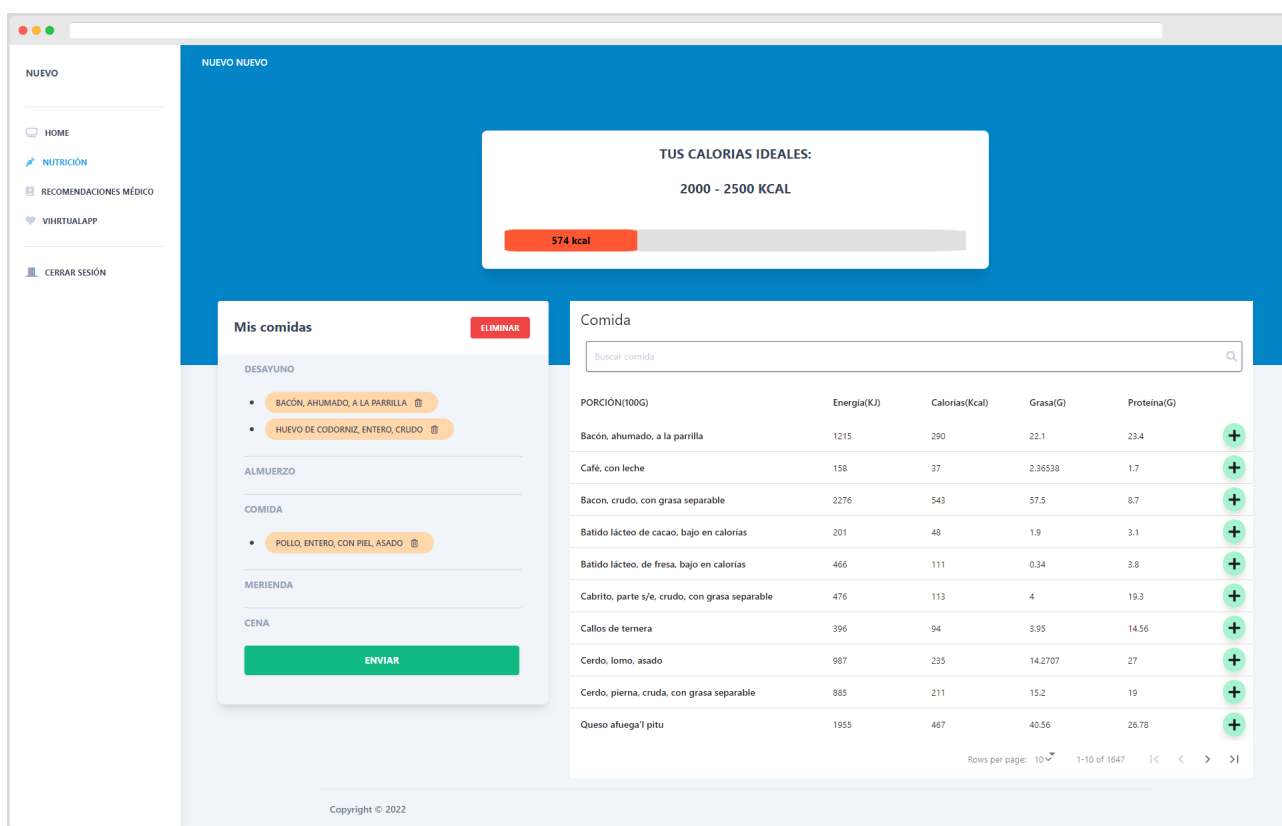 NUEVO
HOME
NUTRICIÓN
RECOMENDACIONES MÉDICO
VIHRTUALAPP
CERRAR SESIÓN
NUEVO NUEVO
TUS CALORIAS IDEALES:
2000 - 2500 KCAL
574 kcal
Mis comidas ELIMINAR
DESAYUNO
BACÓN, AHUMADO, A LA PARRILLA
HUEVO DE CODORNIZ, ENTERO, CRUDO
ALMUERZO
COMIDA
POLLO, ENTERO, CON PIEL, ASADO
MERIENDA
CENA
ENVIAR
Comida
Buscar comida
PORCIÓN(100G) Energía(KJ) Calorías(Kcal) Grasa(G) Proteína(G)
Bacón, ahumado, a la parrilla 1215 290 22.1 23.4
Café, con leche 158 37 2.36538 1.7
Bacon, crudo, con grasa separable 2276 543 57.5 8.7
Batido lácteo de cacao, bajo en calorías 201 48 1.9 3.1
Batido lácteo, de fresa, bajo en calorías 466 111 0.34 3.8
Cabrito, parte s/e, crudo, con grasa separable 476 113 4 19.3
Callos de ternera 396 94 3.95 14.56
Cerdo, lomo, asado 987 235 14.2707 27
Cerdo, pierna, cruda, con grasa separable 885 211 15.2 19
Queso afuega'l pitu 1955 467 40.56 26.78
Rows per page: 10 1-10 of 1647
Copyright © 2022